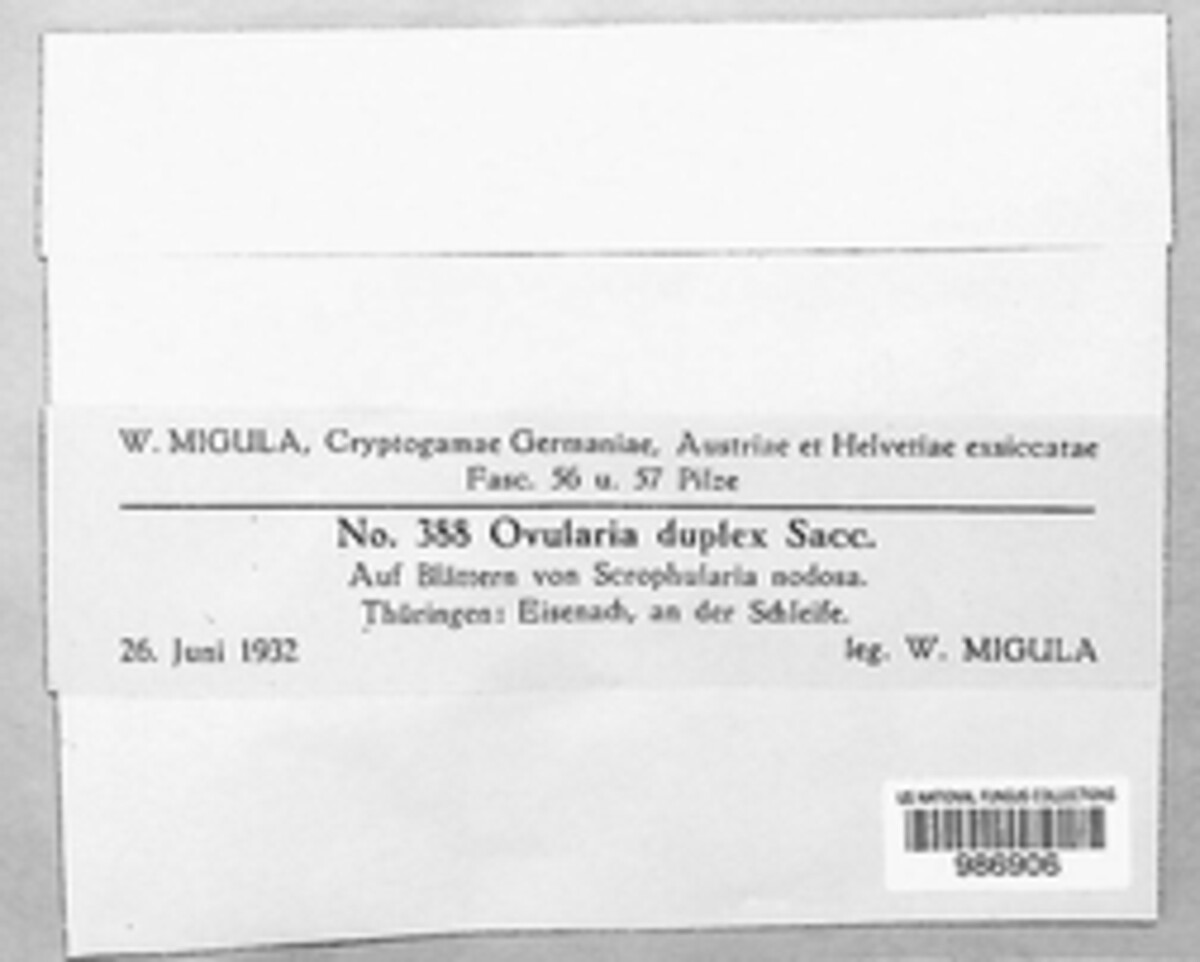 W. MIGULA, Cryptogamae Germaniae, Austriae et Helvetiae exsiccatae
Fasc. 56 u. 57 Pilze
No. 388 Ovularia duplex Sacc.
Auf Blättern von Scrophularia nodosa.
Thüringen: Eisenach, an der Schleife.
26. Juni 1932
leg. W. MIGULA
US NATIONAL FUNGUS COLLECTIONS
986906